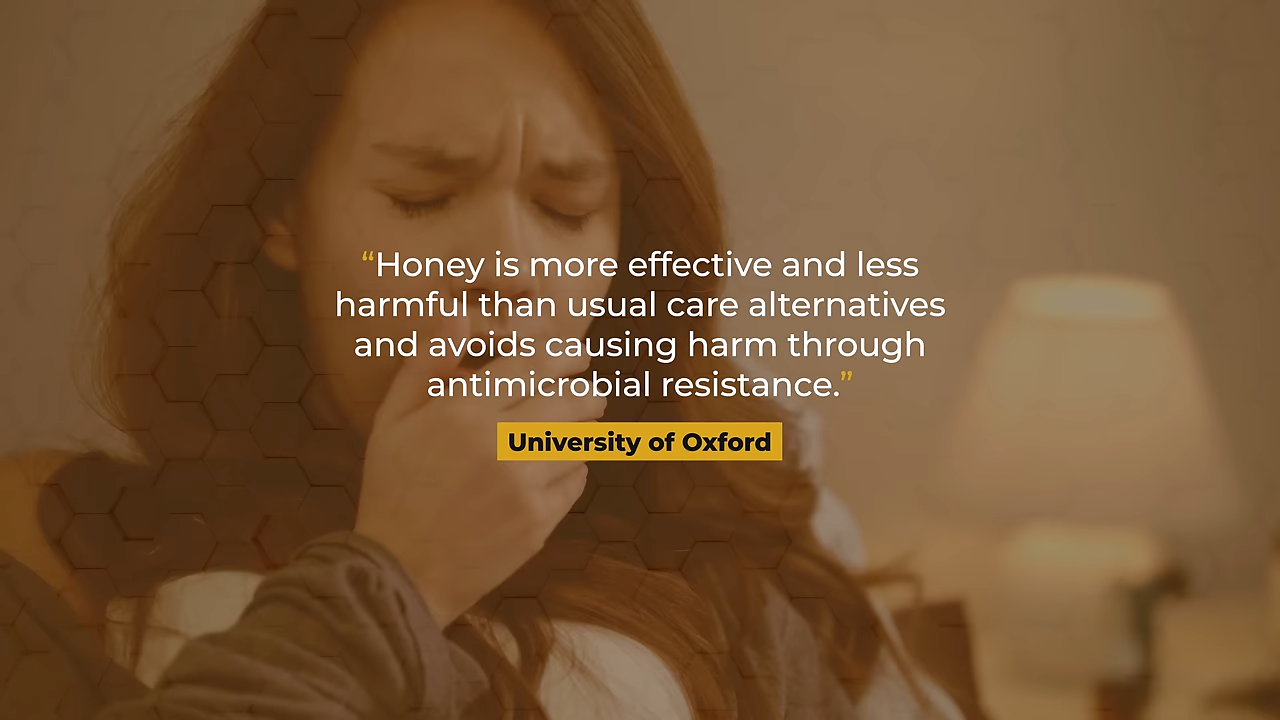 “Honey is more effective and less
harmful than usual care alternatives
and avoids causing harm through
antimicrobial resistance.”
University of Oxford